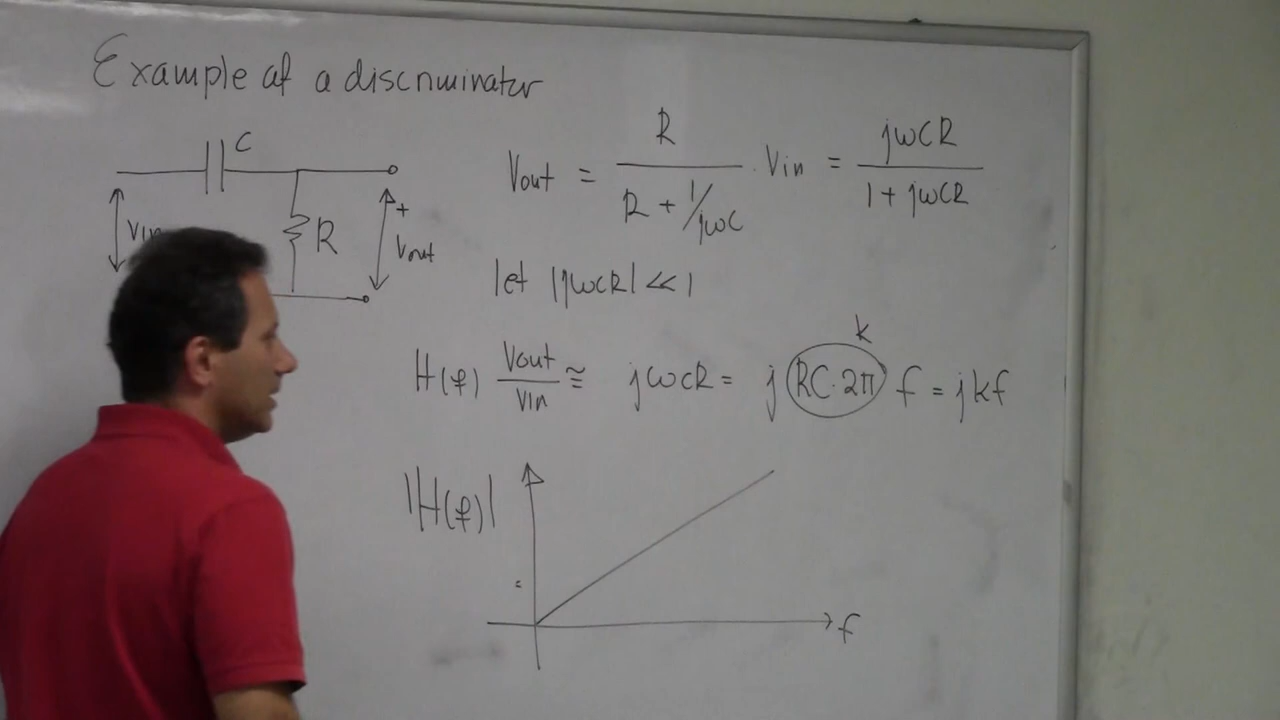 Example of a discriminator
C
Vin
R
+
Vout
Vout = R / (R + 1/jωC) · Vin = jωCR / (1 + jωCR)
let |jωCR| << 1
H(f) Vout / Vin ≅ jωCR = j RC·2π f = jkf
k
|H(f)|
f